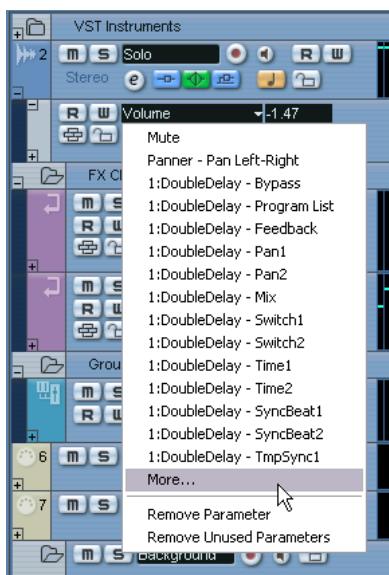 VST Instruments
2 m S Solo R W
Stereo e
R W Volume -1.47
Mute
Panner - Pan Left-Right
FX C
1:DoubleDelay - Bypass
m S
1:DoubleDelay - Program List
R
1:DoubleDelay - Feedback
1:DoubleDelay - Pan1
1:DoubleDelay - Pan2
m S
1:DoubleDelay - Mix
R
1:DoubleDelay - Switch1
1:DoubleDelay - Switch2
Grou
1:DoubleDelay - Time1
m S
1:DoubleDelay - Time2
R W
1:DoubleDelay - SyncBeat1
1:DoubleDelay - SyncBeat2
6 m S
1:DoubleDelay - TmpSync1
More...
7 m S
Remove Parameter
Remove Unused Parameters
m S Background